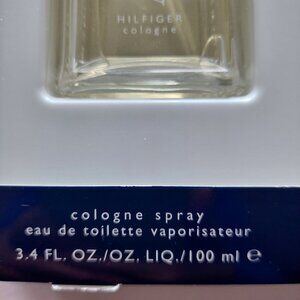 HILFIGER
cologne
cologne spray
eau de toilette vaporisateur
3.4 FL. OZ./OZ. LIQ./100 ml ℮